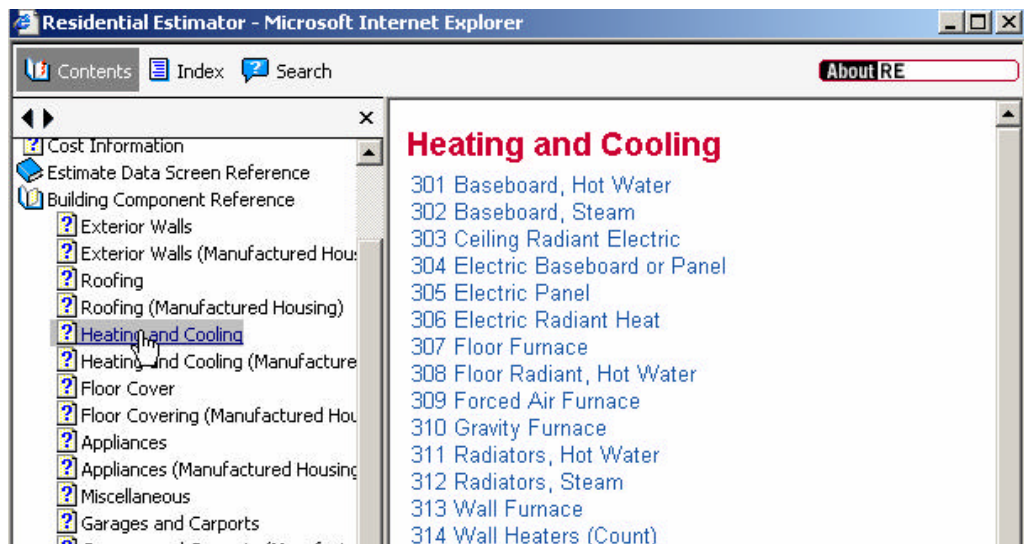 Residential Estimator - Microsoft Internet Explorer
Contents Index Search
About RE
Cost Information
Estimate Data Screen Reference
Building Component Reference
Exterior Walls
Exterior Walls (Manufactured Hou
Roofing
Roofing (Manufactured Housing)
Heating and Cooling
Heating and Cooling (Manufacture
Floor Cover
Floor Covering (Manufactured Hou
Appliances
Appliances (Manufactured Housing
Miscellaneous
Garages and Carports
Heating and Cooling
301 Baseboard, Hot Water
302 Baseboard, Steam
303 Ceiling Radiant Electric
304 Electric Baseboard or Panel
305 Electric Panel
306 Electric Radiant Heat
307 Floor Furnace
308 Floor Radiant, Hot Water
309 Forced Air Furnace
310 Gravity Furnace
311 Radiators, Hot Water
312 Radiators, Steam
313 Wall Furnace
314 Wall Heaters (Count)